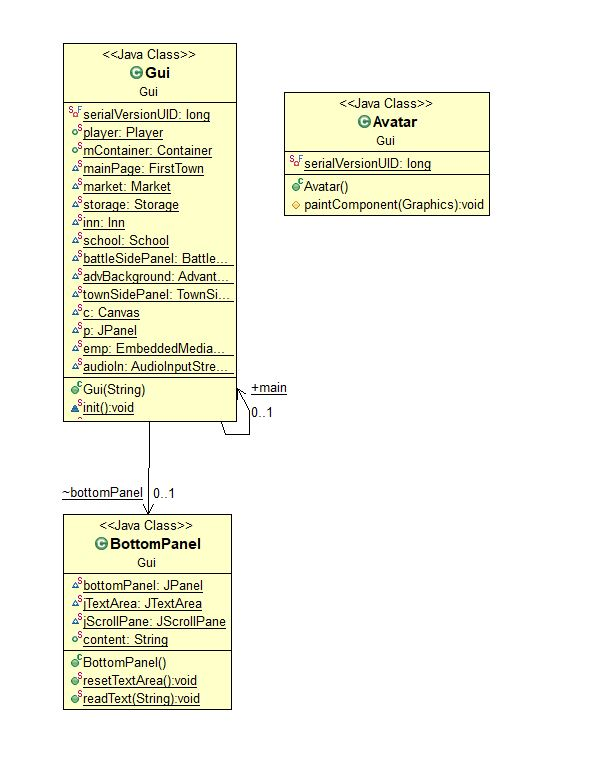 <<Java Class>>
Gui
Gui
serialVersionUID: long
player: Player
mContainer: Container
mainPage: FirstTown
market: Market
storage: Storage
inn: Inn
school: School
battleSidePanel: Battle...
advBackground: Advant...
townSidePanel: TownSi...
c: Canvas
p: JPanel
emp: EmbeddedMedia...
audioIn: AudioInputStre...
Gui(String)
init():void
<<Java Class>>
Avatar
Gui
serialVersionUID: long
Avatar()
paintComponent(Graphics):void
+main
0..1
~bottomPanel
0..1
<<Java Class>>
BottomPanel
Gui
bottomPanel: JPanel
jTextArea: JTextArea
jScrollPane: JScrollPane
content: String
BottomPanel()
resetTextArea():void
readText(String):void